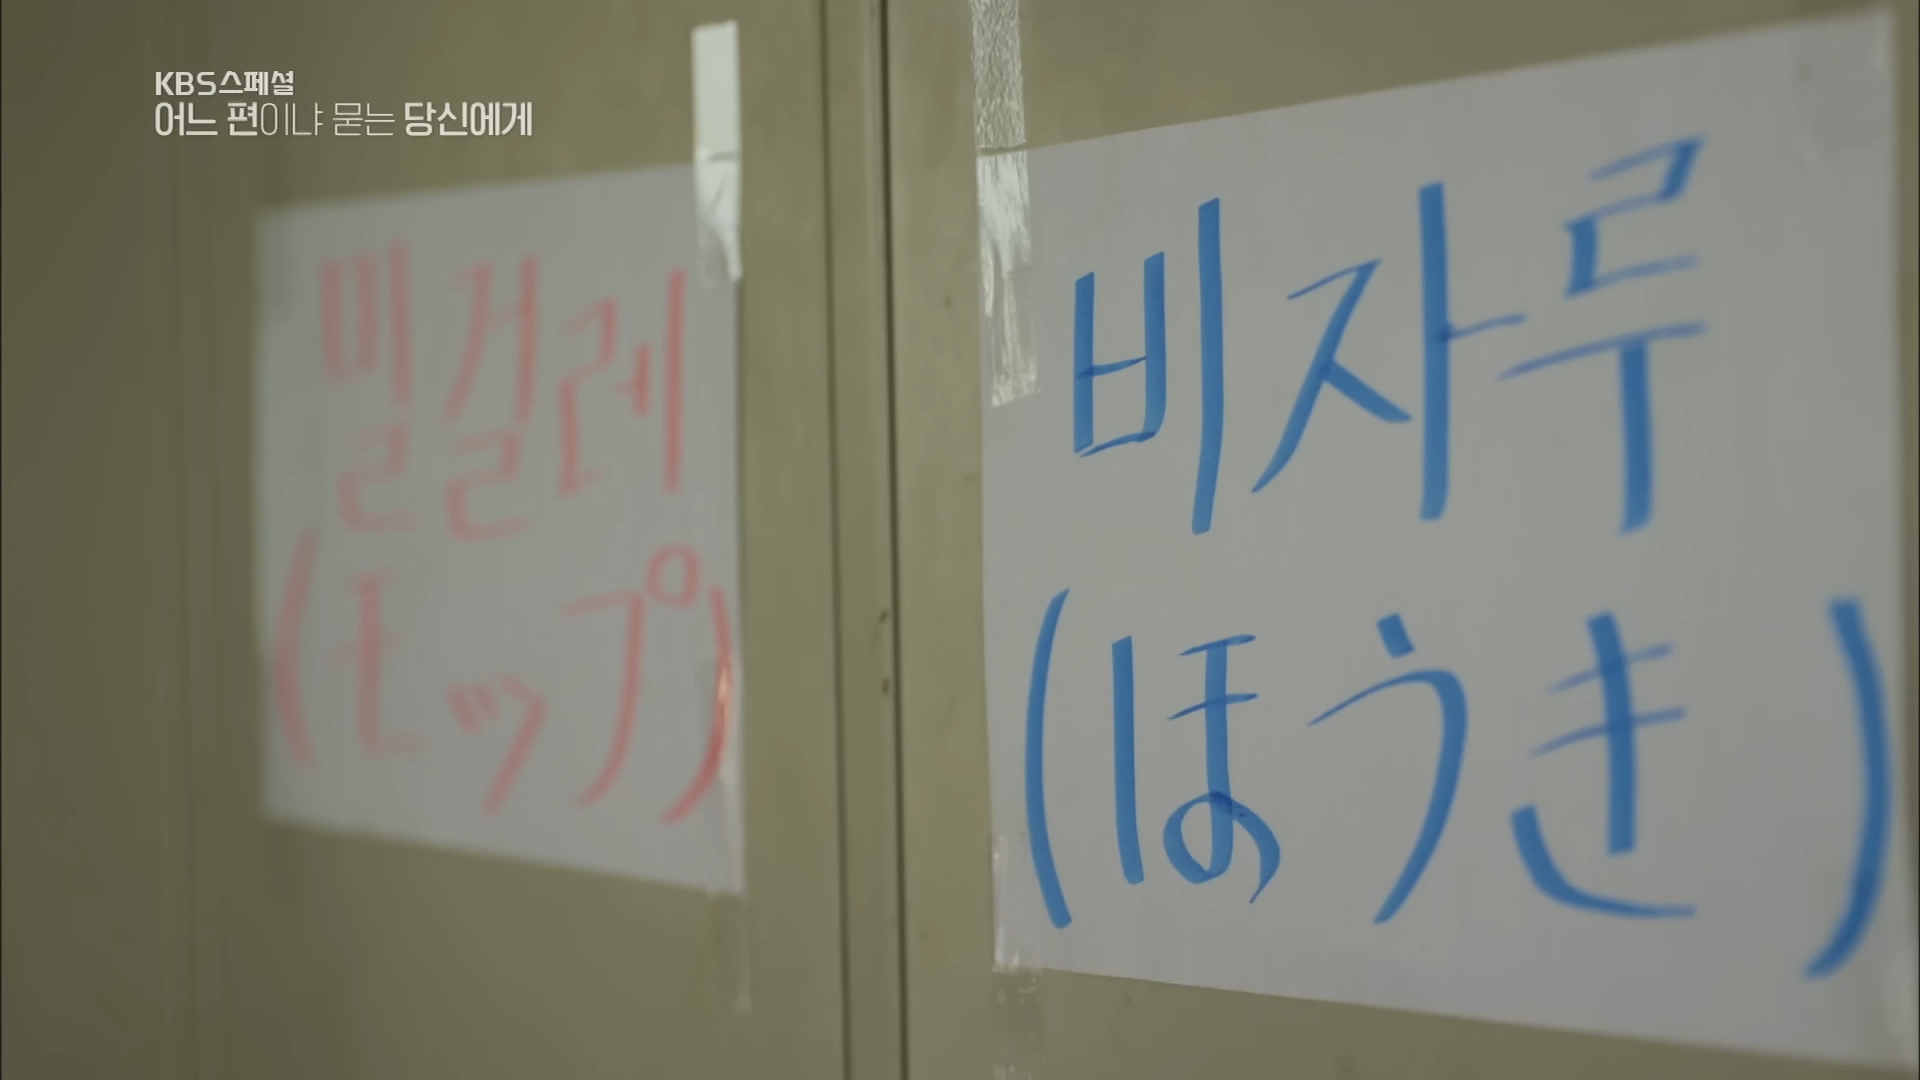 KBS스페셜
어느 편이냐 묻는 당신에게
밀걸레
(モップ)
비자루
(ほうき)